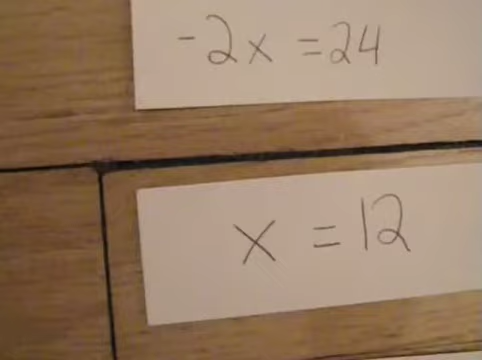 -2x = 24
x = 12